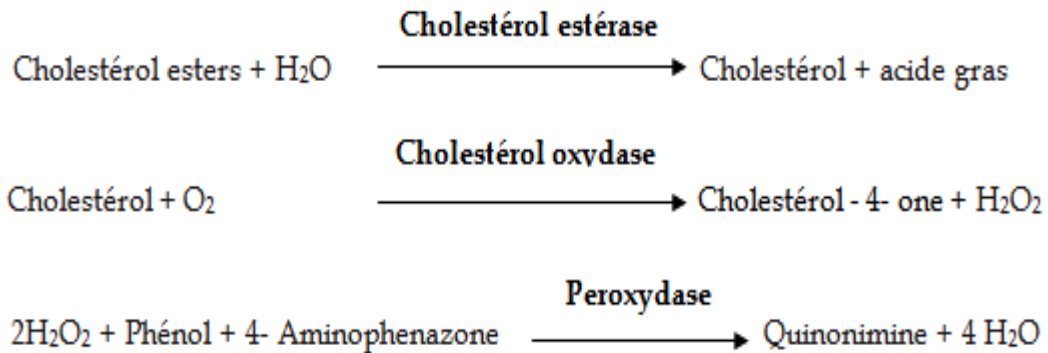 Cholestérol estérase
Cholestérol esters + H₂O → Cholestérol + acide gras
Cholestérol oxydase
Cholestérol + O₂ → Cholestérol - 4- one + H₂O₂
Peroxydase
2H₂O₂ + Phénol + 4- Aminophenazone → Quinonimine + 4 H₂O